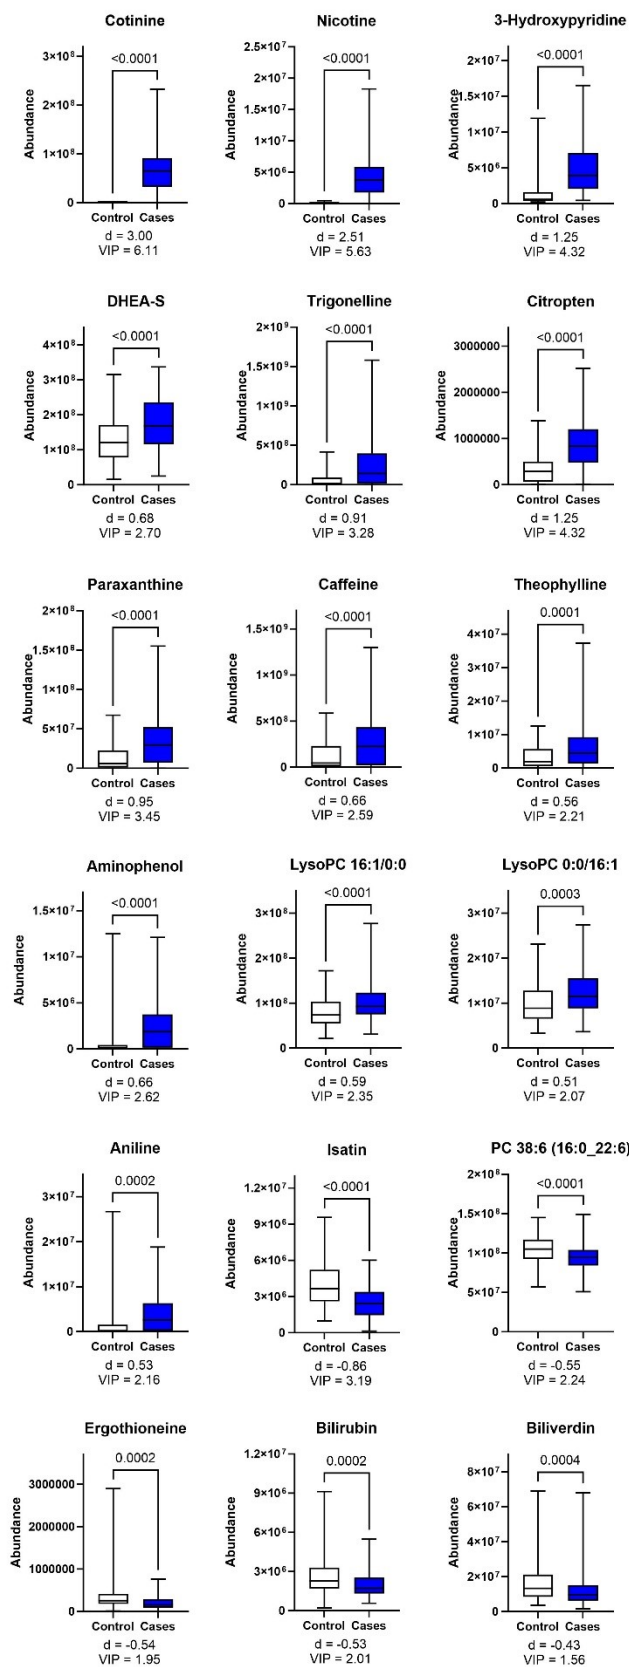 Cotinine
Nicotine
3-Hydroxypyridine
Abundance
3×10⁸
2×10⁸
1×10⁸
0
<0.0001
Control Cases
d = 3.00
VIP = 6.11
Abundance
2.5×10⁷
2.0×10⁷
1.5×10⁷
1.0×10⁷
5.0×10⁶
0
<0.0001
Control Cases
d = 2.51
VIP = 5.63
Abundance
2×10⁷
2×10⁷
1×10⁷
5×10⁶
0
<0.0001
Control Cases
d = 1.25
VIP = 4.32
DHEA-S
Trigonelline
Citropten
Abundance
4×10⁸
3×10⁸
2×10⁸
1×10⁸
0
<0.0001
Control Cases
d = 0.68
VIP = 2.70
Abundance
2×10⁹
2×10⁹
1×10⁹
5×10⁸
0
<0.0001
Control Cases
d = 0.91
VIP = 3.28
Abundance
3000000
2000000
1000000
0
<0.0001
Control Cases
d = 1.25
VIP = 4.32
Paraxanthine
Caffeine
Theophylline
Abundance
2×10⁸
2×10⁸
1×10⁸
5×10⁷
0
<0.0001
Control Cases
d = 0.95
VIP = 3.45
Abundance
1.5×10⁹
1.0×10⁹
5.0×10⁸
0
<0.0001
Control Cases
d = 0.66
VIP = 2.59
Abundance
4×10⁷
3×10⁷
2×10⁷
1×10⁷
0
0.0001
Control Cases
d = 0.56
VIP = 2.21
Aminophenol
LysoPC 16:1/0:0
LysoPC 0:0/16:1
Abundance
1.5×10⁷
1.0×10⁷
5.0×10⁶
0
<0.0001
Control Cases
d = 0.66
VIP = 2.62
Abundance
3×10⁸
2×10⁸
1×10⁸
0
<0.0001
Control Cases
d = 0.59
VIP = 2.35
Abundance
3×10⁷
2×10⁷
1×10⁷
0
0.0003
Control Cases
d = 0.51
VIP = 2.07
Aniline
Isatin
PC 38:6 (16:0_22:6)
Abundance
3×10⁷
2×10⁷
1×10⁷
0
0.0002
Control Cases
d = 0.53
VIP = 2.16
Abundance
1.2×10⁷
9×10⁶
6×10⁶
3×10⁶
0
<0.0001
Control Cases
d = -0.86
VIP = 3.19
Abundance
2×10⁸
2×10⁸
1×10⁸
5×10⁷
0
<0.0001
Control Cases
d = -0.55
VIP = 2.24
Ergothioneine
Bilirubin
Biliverdin
Abundance
3000000
2000000
1000000
0
0.0002
Control Cases
d = -0.54
VIP = 1.95
Abundance
1.2×10⁷
9×10⁶
6×10⁶
3×10⁶
0
0.0002
Control Cases
d = -0.53
VIP = 2.01
Abundance
8×10⁷
6×10⁷
4×10⁷
2×10⁷
0
0.0004
Control Cases
d = -0.43
VIP = 1.56